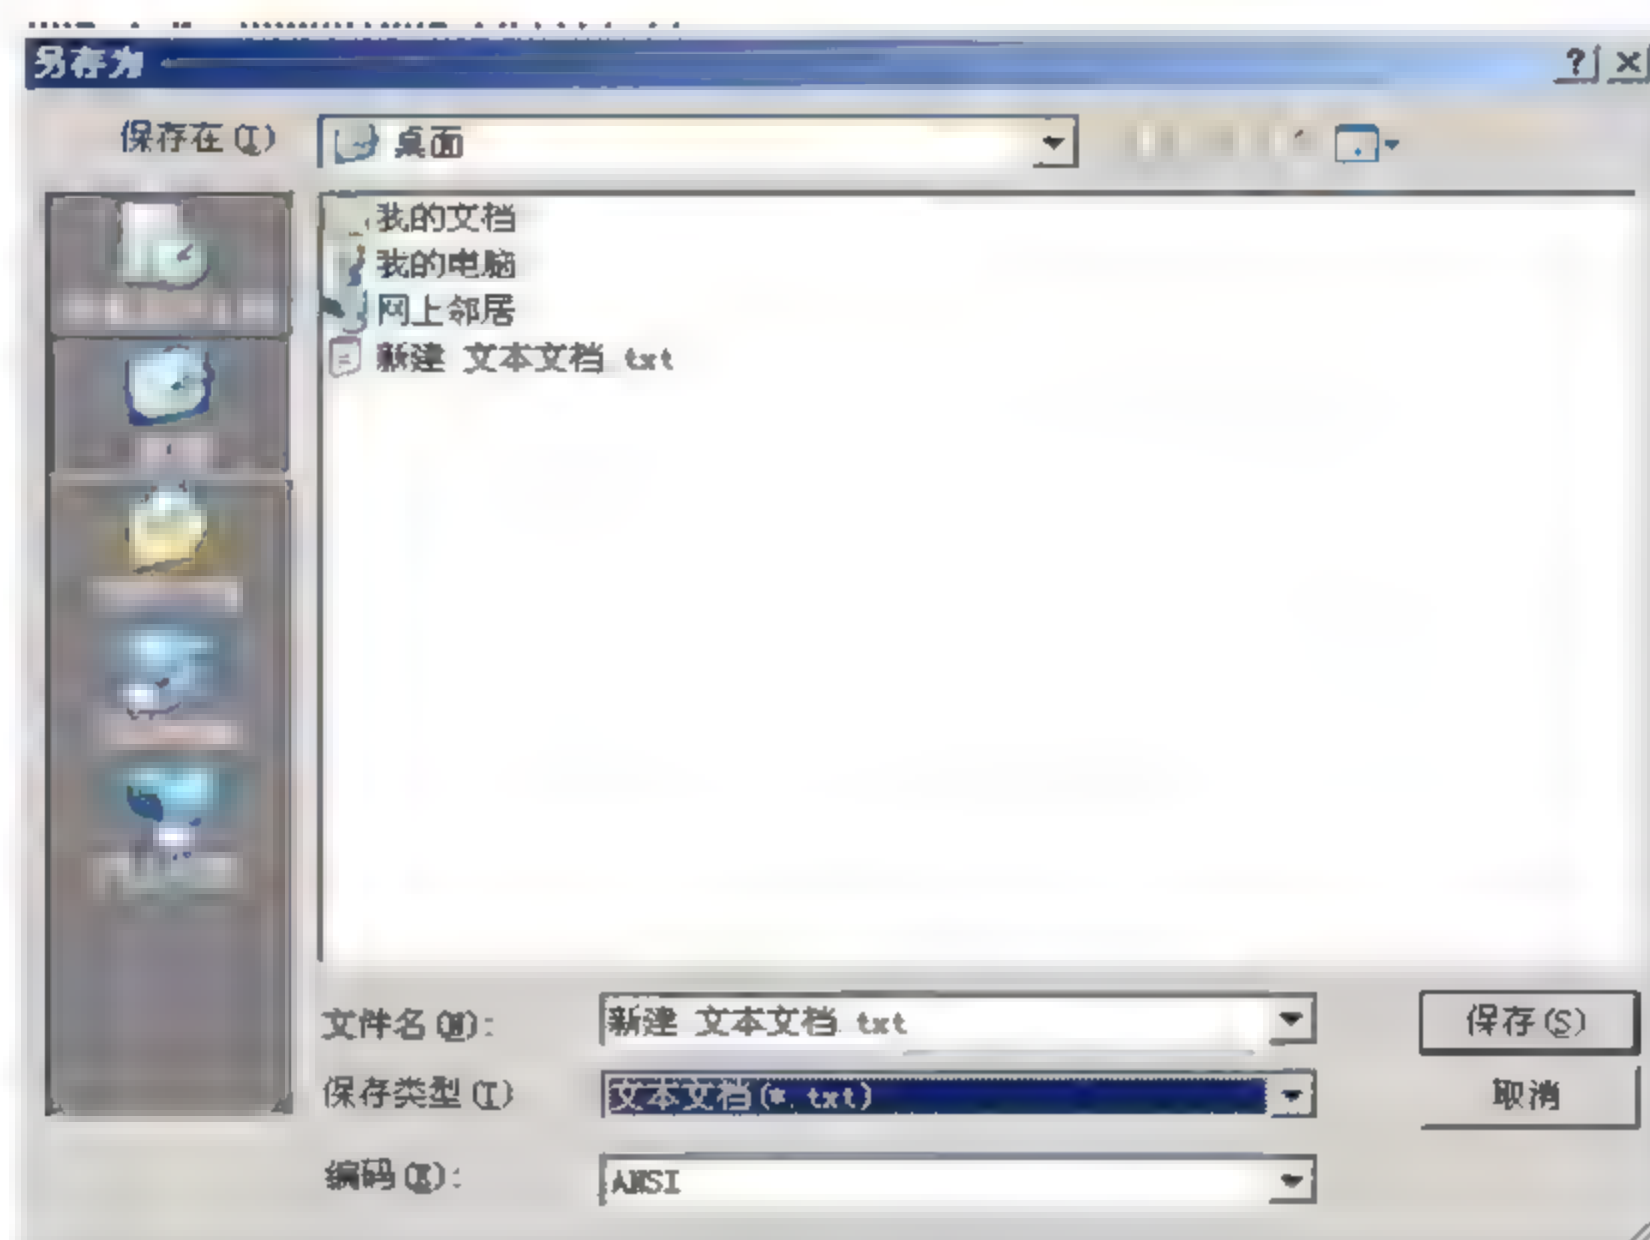 另存为
保存在(I)
桌面
我的文档
我的电脑
网上邻居
新建 文本文档.txt
文件名(N):
新建 文本文档.txt
保存(S)
保存类型(T)
文本文档(*.txt)
取消
编码(E):
ANSI